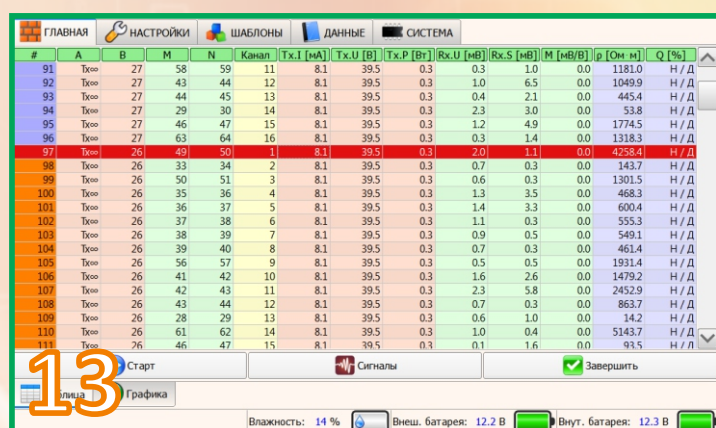 ГЛАВНАЯ НАСТРОЙКИ ШАБЛОНЫ ДАННЫЕ СИСТЕМА
# A B M N Канал Tx.I [мА] Tx.U [В] Tx.P [Вт] Rx.U [мВ] Rx.S [мВ] M [мВ/В] ρ [Ом·м] Q [%]
91 Tx∞ 27 58 59 11 8.1 39.5 0.3 0.3 1.0 0.0 1181.0 Н / Д
92 Tx∞ 27 43 44 12 8.1 39.5 0.3 1.0 6.5 0.0 1049.9 Н / Д
93 Tx∞ 27 44 45 13 8.1 39.5 0.3 0.4 2.1 0.0 445.4 Н / Д
94 Tx∞ 27 29 30 14 8.1 39.5 0.3 2.3 3.0 0.0 53.8 Н / Д
95 Tx∞ 27 46 47 15 8.1 39.5 0.3 1.2 4.9 0.0 1774.5 Н / Д
96 Tx∞ 27 63 64 16 8.1 39.5 0.3 0.3 1.4 0.0 1318.3 Н / Д
97 Tx∞ 26 49 50 1 8.1 39.5 0.3 2.0 1.1 0.0 4258.4 Н / Д
98 Tx∞ 26 33 34 2 8.1 39.5 0.3 0.7 0.3 0.0 143.7 Н / Д
99 Tx∞ 26 50 51 3 8.1 39.5 0.3 0.6 0.3 0.0 1301.5 Н / Д
100 Tx∞ 26 35 36 4 8.1 39.5 0.3 1.3 3.5 0.0 468.3 Н / Д
101 Tx∞ 26 36 37 5 8.1 39.5 0.3 1.4 3.3 0.0 600.4 Н / Д
102 Tx∞ 26 37 38 6 8.1 39.5 0.3 1.1 0.3 0.0 555.3 Н / Д
103 Tx∞ 26 38 39 7 8.1 39.5 0.3 0.9 0.5 0.0 549.1 Н / Д
104 Tx∞ 26 39 40 8 8.1 39.5 0.3 0.7 0.3 0.0 461.4 Н / Д
105 Tx∞ 26 56 57 9 8.1 39.5 0.3 0.5 0.5 0.0 1931.4 Н / Д
106 Tx∞ 26 41 42 10 8.1 39.5 0.3 1.6 2.6 0.0 1479.2 Н / Д
107 Tx∞ 26 42 43 11 8.1 39.5 0.3 2.3 5.8 0.0 2452.9 Н / Д
108 Tx∞ 26 43 44 12 8.1 39.5 0.3 0.7 0.3 0.0 863.7 Н / Д
109 Tx∞ 26 28 29 13 8.1 39.5 0.3 0.6 1.0 0.0 14.2 Н / Д
110 Tx∞ 26 61 62 14 8.1 39.5 0.3 1.0 0.4 0.0 5143.7 Н / Д
111 Tx∞ 26 46 47 15 8.1 39.5 0.3 0.1 1.6 0.0 93.5 Н / Д
Старт Сигналы Завершить
13
Графика
Влажность: 14 % Внеш. батарея: 12.2 В Внут. батарея: 12.3 В